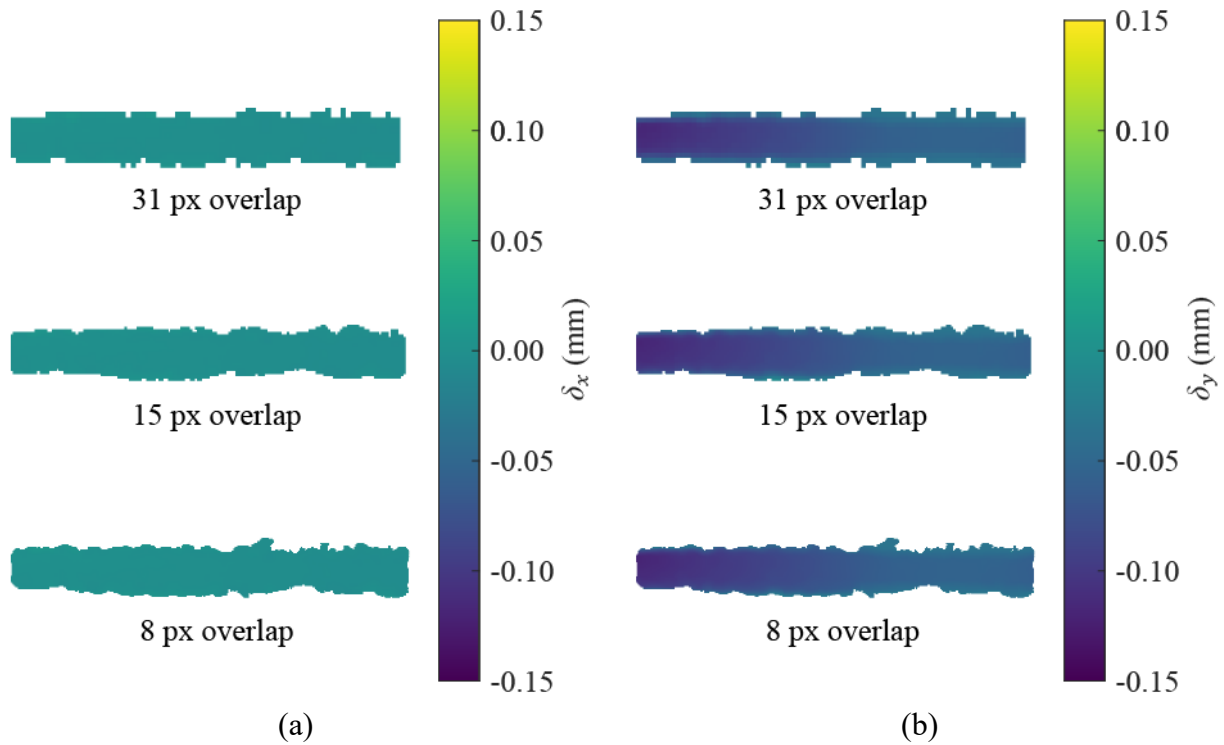 0.15
0.10
0.05
0.00
-0.05
-0.10
-0.15
δx (mm)
31 px overlap
15 px overlap
8 px overlap
(a)
0.15
0.10
0.05
0.00
-0.05
-0.10
-0.15
δy (mm)
31 px overlap
15 px overlap
8 px overlap
(b)